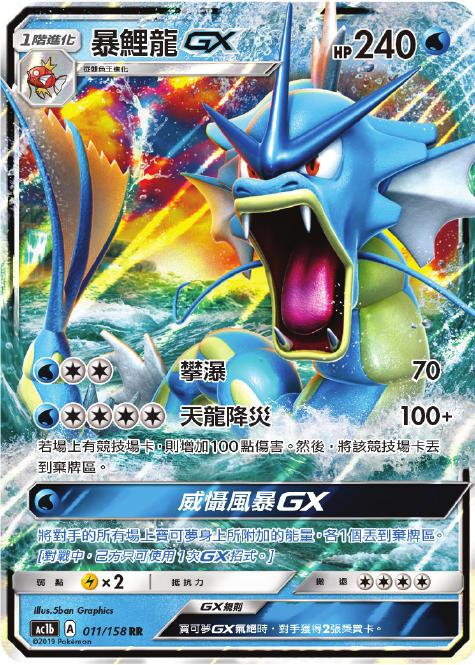 1階進化
暴鯉龍GX
HP240
從鯉魚王進化
攀瀑 70
天龍降災 100+
若場上有競技場卡,則增加100點傷害。然後,將該競技場卡丟
到棄牌區。
威懾風暴GX
將對手的所有場上寶可夢身上所附加的能量,各1個丟到棄牌區。
[對戰中,己方只可使用1次GX招式。]
弱點 ×2 抵抗力 撤退
illus.5ban Graphics
GX規則
AC1b A 011/158 RR
寶可夢GX氣絕時,對手獲得2張獎賞卡。
©2019 Pokémon